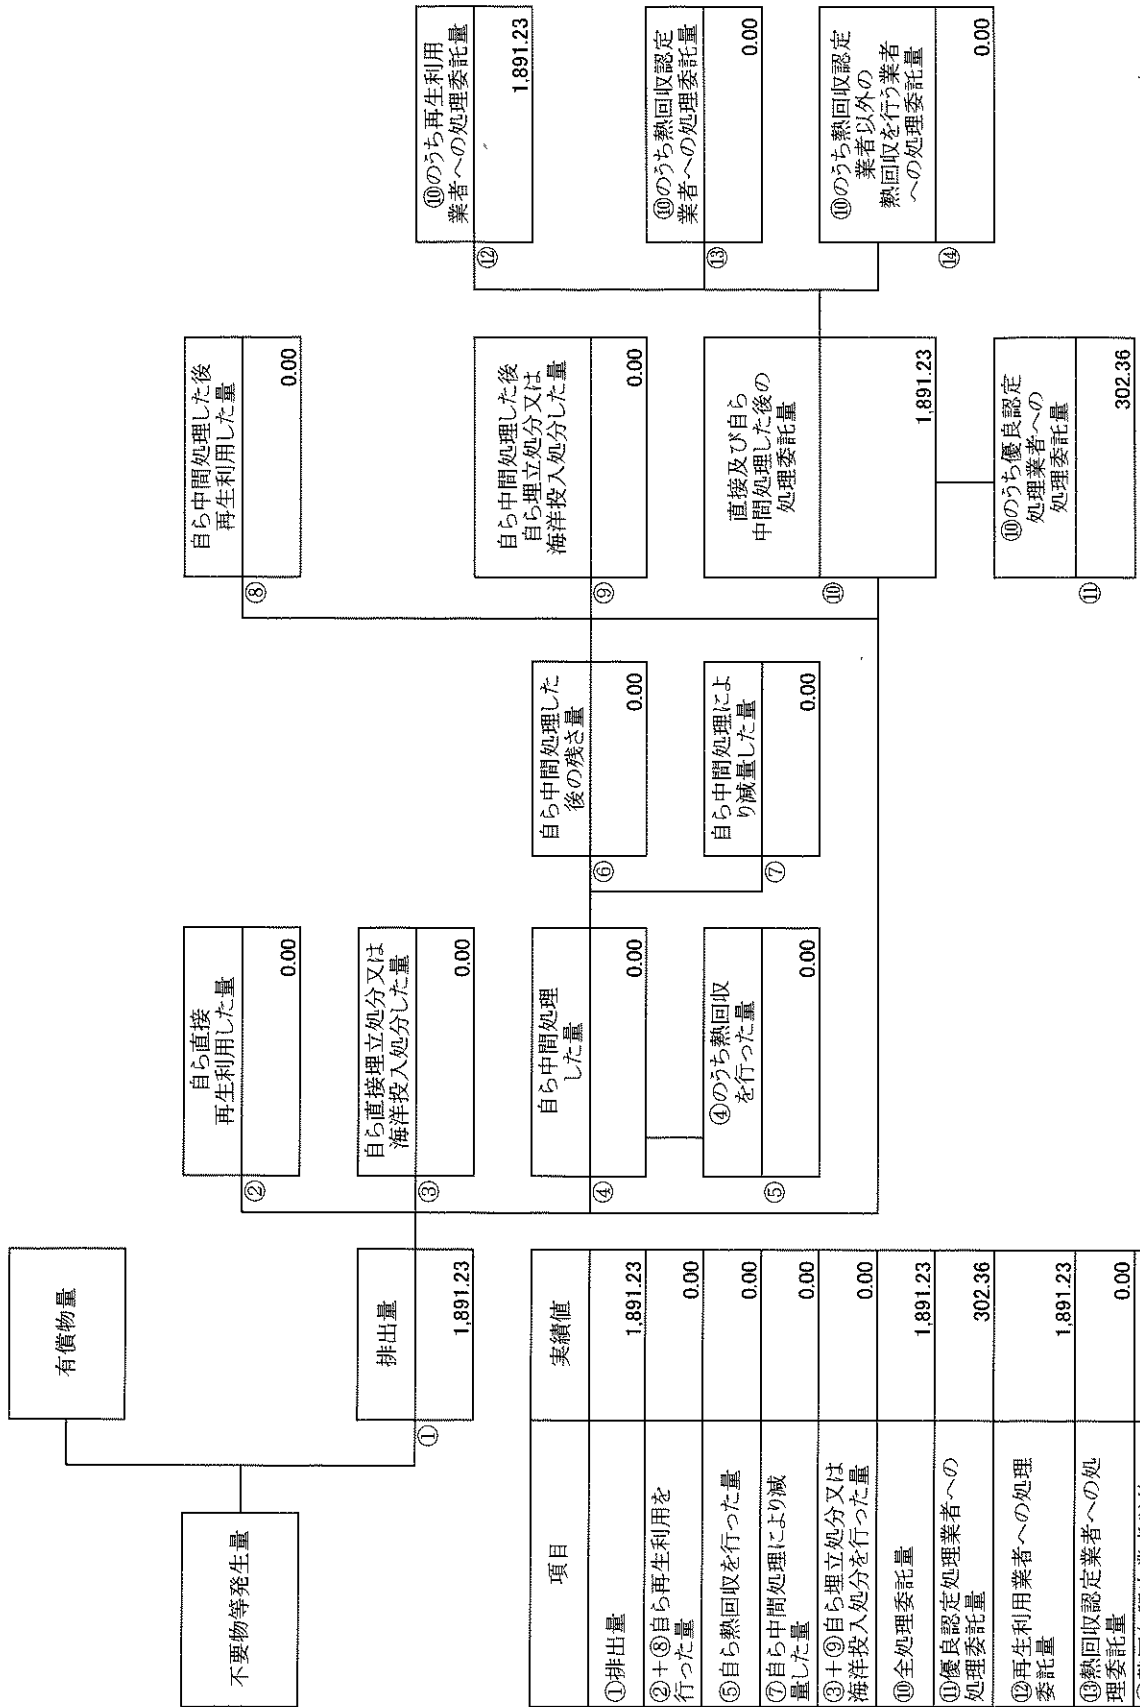 不要物等発生量
有償物量
排出量
①
1,891.23
②
自ら直接
再生利用した量
0.00
③
自ら直接埋立処分又は
海洋投入処分した量
0.00
④
自ら中間処理
した量
0.00
⑤
④のうち熱回収
を行った量
0.00
⑥
自ら中間処理した
後の残さ量
0.00
⑦
自ら中間処理によ
り減量した量
0.00
⑧
自ら中間処理した後
再生利用した量
0.00
⑨
自ら中間処理した後
自ら埋立処分又は
海洋投入処分した量
0.00
⑩
直接及び自ら
中間処理した後の
処理委託量
1,891.23
⑪
⑩のうち優良認定
処理業者への
処理委託量
302.36
⑫
⑩のうち再生利用
業者への処理委託量
1,891.23
⑬
⑩のうち熱回収認定
業者への処理委託量
0.00
⑭
⑩のうち熱回収認定
業者以外の
熱回収を行う業者
への処理委託量
0.00
項目 実績値
①排出量 1,891.23
②+⑧自ら再生利用を
行った量 0.00
⑤自ら熱回収を行った量 0.00
⑦自ら中間処理により減
量した量 0.00
③+⑨自ら埋立処分又は
海洋投入処分を行った量 0.00
⑩全処理委託量 1,891.23
⑪優良認定処理業者への
処理委託量 302.36
⑫再生利用業者への処理
委託量 1,891.23
⑬熱回収認定業者への処
理委託量 0.00